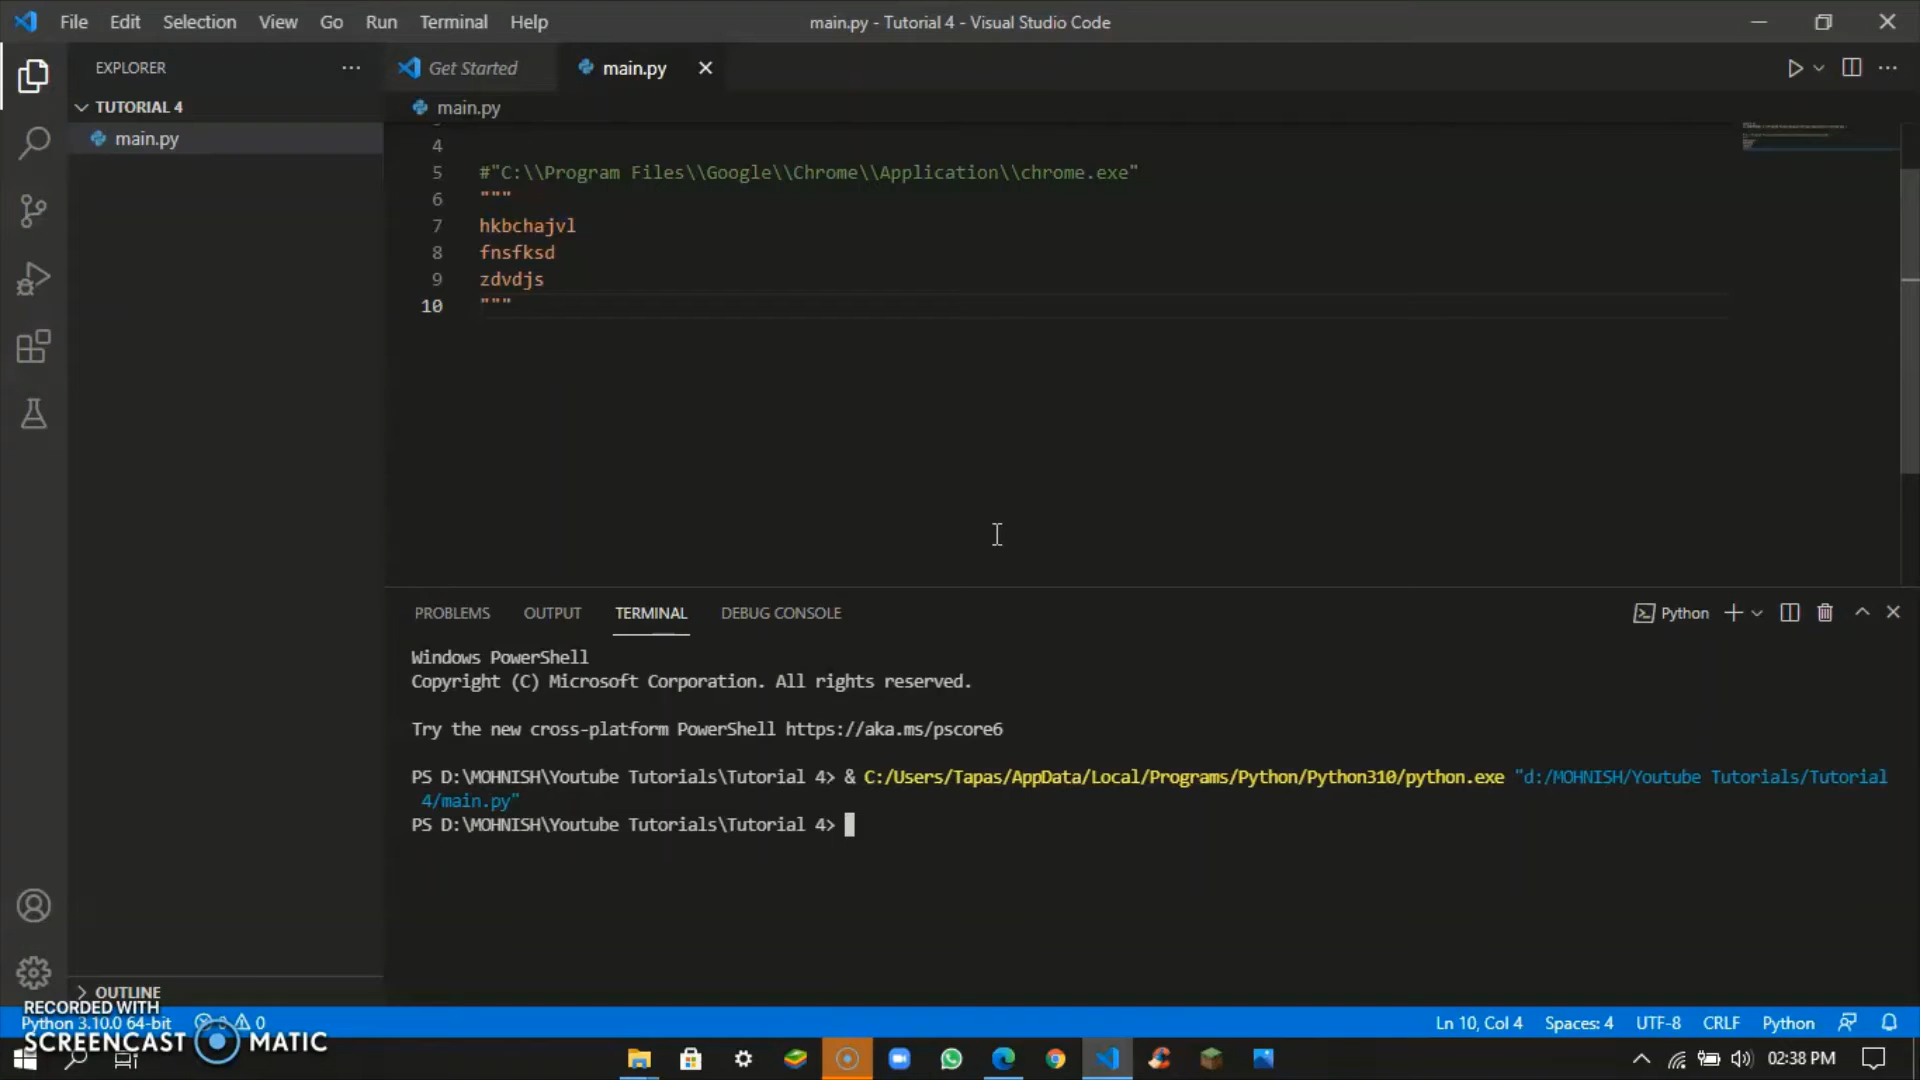 File Edit Selection View Go Run Terminal Help
main.py - Tutorial 4 - Visual Studio Code
EXPLORER
Get Started
main.py
TUTORIAL 4
main.py
main.py
4
5 #"C:\\Program Files\\Google\\Chrome\\Application\\chrome.exe"
6 """
7 hkbchajvl
8 fnsfksd
9 zdvdjs
10 """
PROBLEMS OUTPUT TERMINAL DEBUG CONSOLE
Python
Windows PowerShell
Copyright (C) Microsoft Corporation. All rights reserved.
Try the new cross-platform PowerShell https://aka.ms/pscore6
PS D:\MOHNISH\Youtube Tutorials\Tutorial 4> & C:/Users/Tapas/AppData/Local/Programs/Python/Python310/python.exe "d:/MOHNISH/Youtube Tutorials/Tutorial
4/main.py"
PS D:\MOHNISH\Youtube Tutorials\Tutorial 4>
OUTLINE
RECORDED WITH
Python 3.10.0 64-bit 0
Ln 10, Col 4 Spaces: 4 UTF-8 CRLF Python
SCREENCAST MATIC
02:38 PM